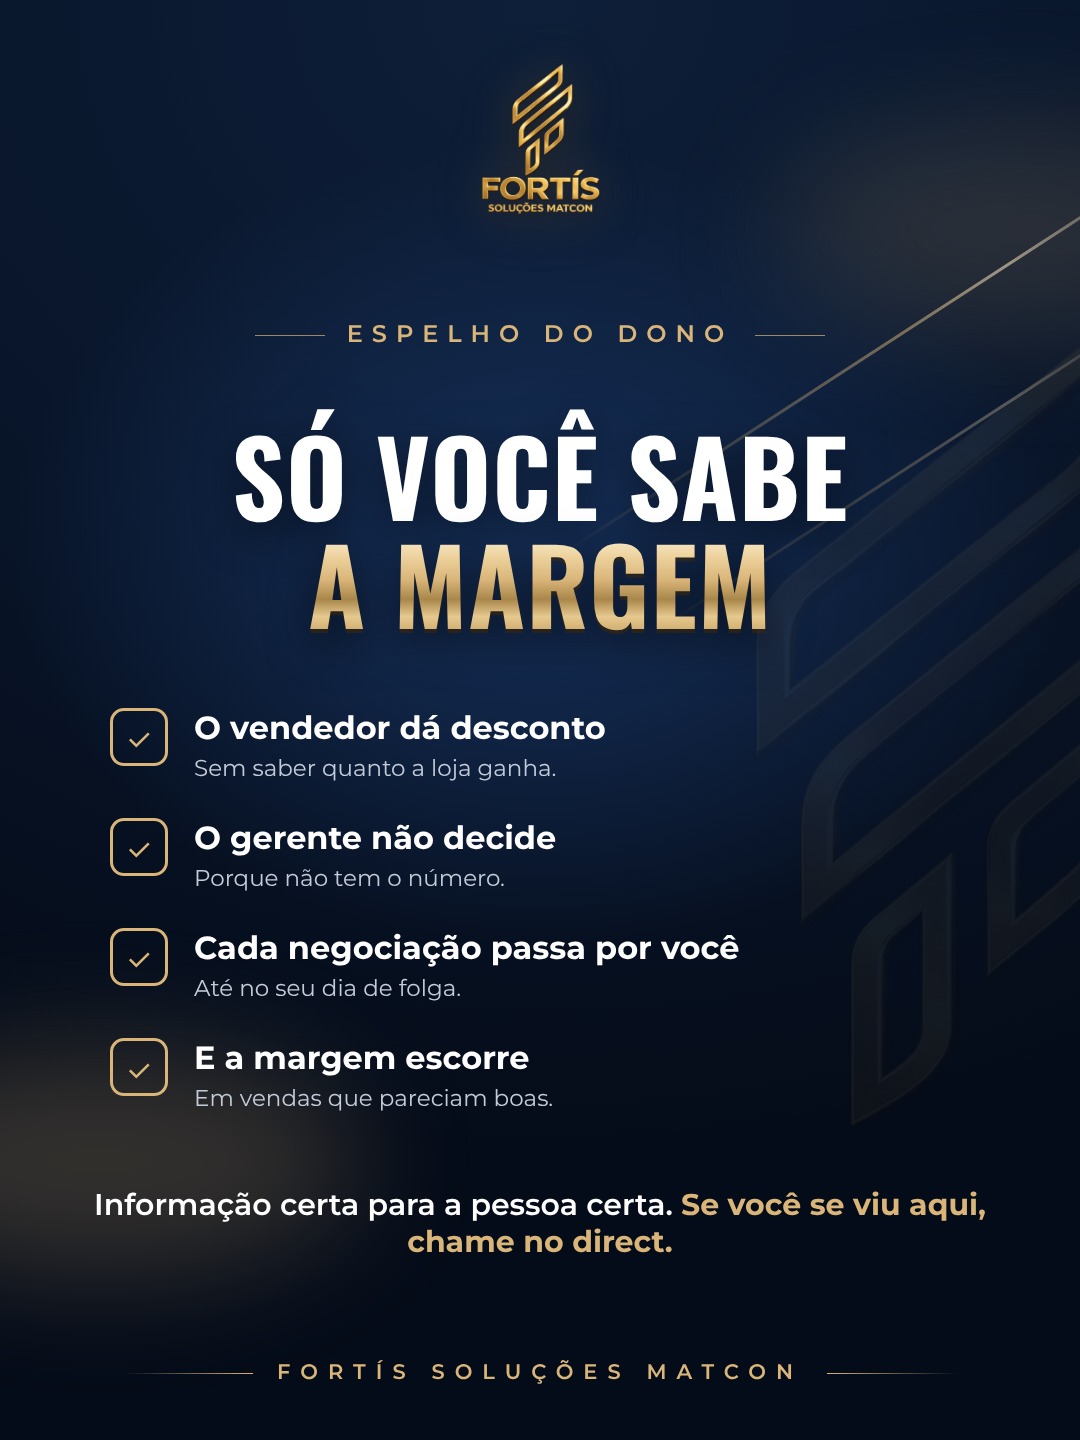 FORTÍS
SOLUÇÕES MATCON
ESPELHO DO DONO
SÓ VOCÊ SABE
A MARGEM
O vendedor dá desconto
Sem saber quanto a loja ganha.
O gerente não decide
Porque não tem o número.
Cada negociação passa por você
Até no seu dia de folga.
E a margem escorre
Em vendas que pareciam boas.
Informação certa para a pessoa certa. Se você se viu aqui,
chame no direct.
FORTÍS SOLUÇÕES MATCON